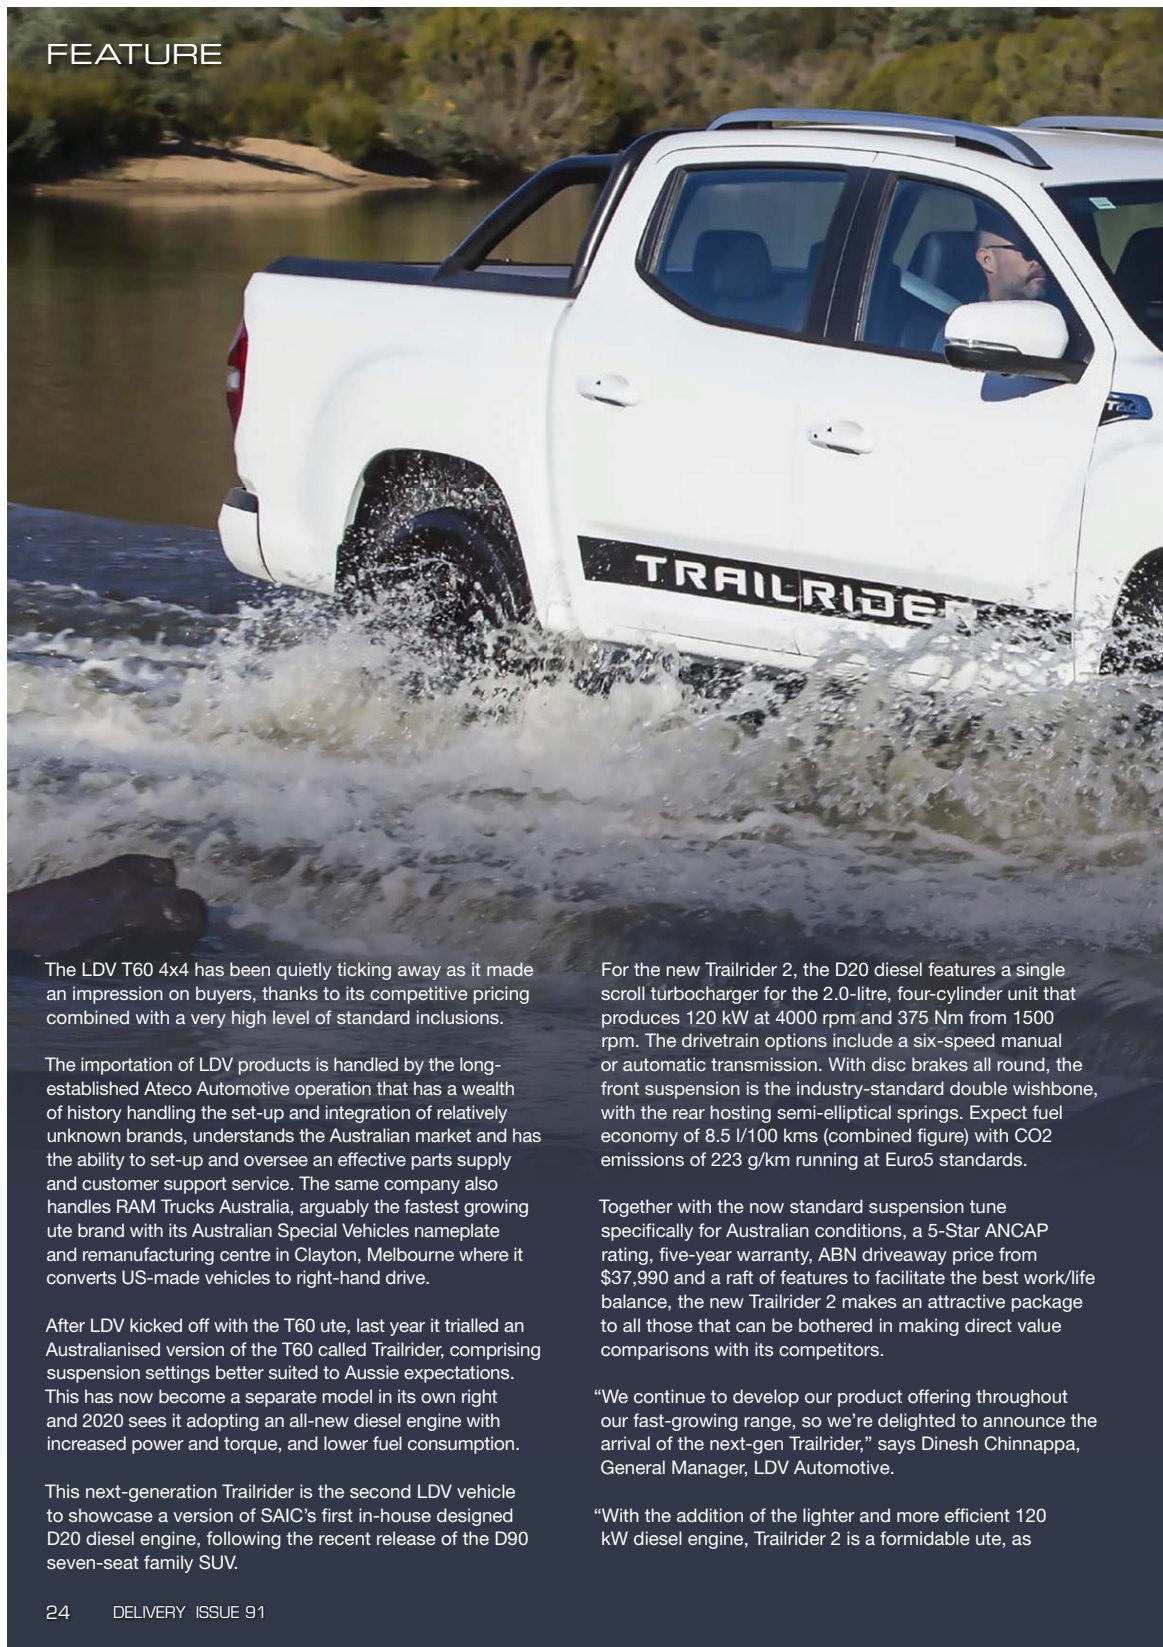 FEATURE
T60
TRAILRIDER
The LDV T60 4x4 has been quietly ticking away as it made
an impression on buyers, thanks to its competitive pricing
combined with a very high level of standard inclusions.
The importation of LDV products is handled by the long-
established Ateco Automotive operation that has a wealth
of history handling the set-up and integration of relatively
unknown brands, understands the Australian market and has
the ability to set-up and oversee an effective parts supply
and customer support service. The same company also
handles RAM Trucks Australia, arguably the fastest growing
ute brand with its Australian Special Vehicles nameplate
and remanufacturing centre in Clayton, Melbourne where it
converts US-made vehicles to right-hand drive.
After LDV kicked off with the T60 ute, last year it trialled an
Australianised version of the T60 called Trailrider, comprising
suspension settings better suited to Aussie expectations.
This has now become a separate model in its own right
and 2020 sees it adopting an all-new diesel engine with
increased power and torque, and lower fuel consumption.
This next-generation Trailrider is the second LDV vehicle
to showcase a version of SAIC’s first in-house designed
D20 diesel engine, following the recent release of the D90
seven-seat family SUV.
For the new Trailrider 2, the D20 diesel features a single
scroll turbocharger for the 2.0-litre, four-cylinder unit that
produces 120 kW at 4000 rpm and 375 Nm from 1500
rpm. The drivetrain options include a six-speed manual
or automatic transmission. With disc brakes all round, the
front suspension is the industry-standard double wishbone,
with the rear hosting semi-elliptical springs. Expect fuel
economy of 8.5 l/100 kms (combined figure) with CO2
emissions of 223 g/km running at Euro5 standards.
Together with the now standard suspension tune
specifically for Australian conditions, a 5-Star ANCAP
rating, five-year warranty, ABN driveaway price from
$37,990 and a raft of features to facilitate the best work/life
balance, the new Trailrider 2 makes an attractive package
to all those that can be bothered in making direct value
comparisons with its competitors.
“We continue to develop our product offering throughout
our fast-growing range, so we’re delighted to announce the
arrival of the next-gen Trailrider,” says Dinesh Chinnappa,
General Manager, LDV Automotive.
“With the addition of the lighter and more efficient 120
kW diesel engine, Trailrider 2 is a formidable ute, as
24 DELIVERY ISSUE 91